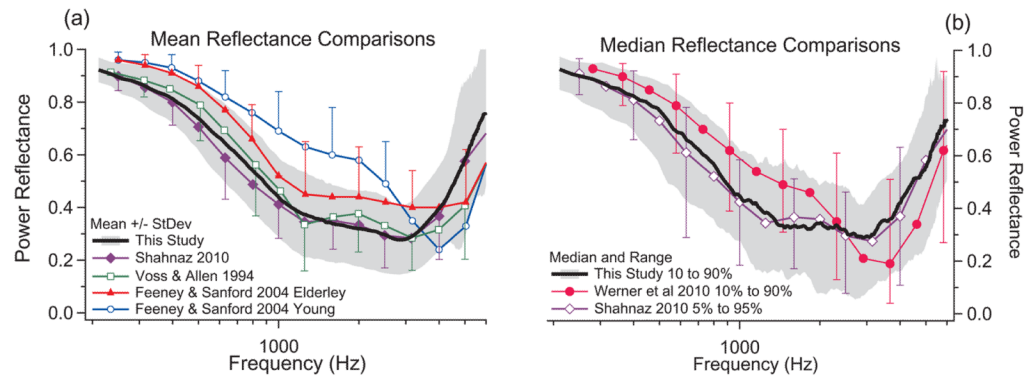 (a)
Mean Reflectance Comparisons
1.0
0.8
0.6
0.4
0.2
0.0
Power Reflectance
Mean +/- StDev
This Study
Shahnaz 2010
Voss & Allen 1994
Feeney & Sanford 2004 Elderley
Feeney & Sanford 2004 Young
1000
Frequency (Hz)
(b)
Median Reflectance Comparisons
1.0
0.8
0.6
0.4
0.2
0.0
Power Reflectance
Median and Range
This Study 10 to 90%
Werner et al 2010 10% to 90%
Shahnaz 2010 5% to 95%
1000
Frequency (Hz)